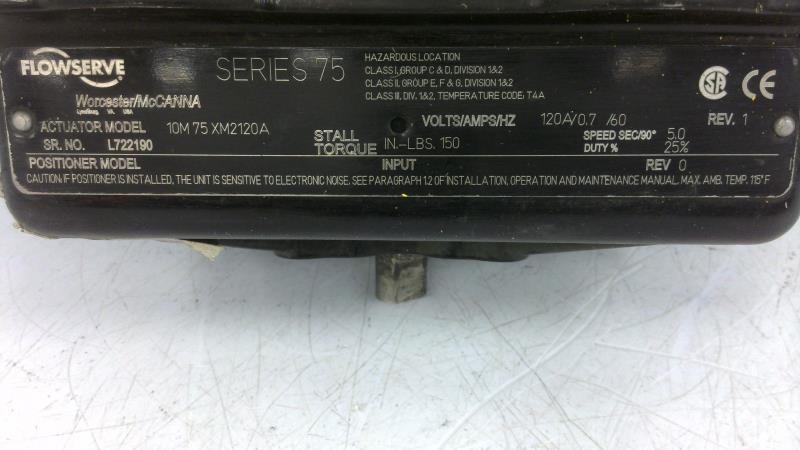 FLOWSERVE
SERIES 75
HAZARDOUS LOCATION
CLASS I, GROUP C & D, DIVISION 1&2
CLASS II, GROUP E, F & G, DIVISION 1&2
CLASS III, DIV. 1&2, TEMPERATURE CODE: T4A
Worcester/McCANNA
ACTUATOR MODEL 10M 75 XM2120A
SR. NO. L722190
STALL TORQUE IN.-LBS. 150
VOLTS/AMPS/HZ 120A/0.7 /60
REV. 1
SPEED SEC/90° 5.0
DUTY % 25%
POSITIONER MODEL INPUT REV 0
CAUTION: IF POSITIONER IS INSTALLED, THE UNIT IS SENSITIVE TO ELECTRONIC NOISE. SEE PARAGRAPH 1.2 OF INSTALLATION, OPERATION AND MAINTENANCE MANUAL. MAX. AMB. TEMP. 115° F